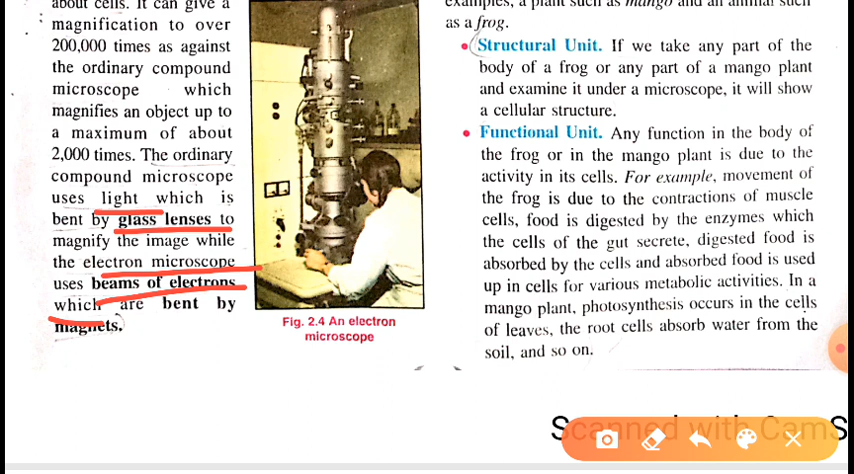 about cells. It can give a
magnification to over
200,000 times as against
the ordinary compound
microscope which
magnifies an object up to
a maximum of about
2,000 times. The ordinary
compound microscope
uses light which is
bent by glass lenses to
magnify the image while
the electron microscope
uses beams of electrons
which are bent by
magnets.
Fig. 2.4 An electron
microscope
examples, a plant such as mango and an animal such
as a frog.
• Structural Unit. If we take any part of the
body of a frog or any part of a mango plant
and examine it under a microscope, it will show
a cellular structure.
• Functional Unit. Any function in the body of
the frog or in the mango plant is due to the
activity in its cells. For example, movement of
the frog is due to the contractions of muscle
cells, food is digested by the enzymes which
the cells of the gut secrete, digested food is
absorbed by the cells and absorbed food is used
up in cells for various metabolic activities. In a
mango plant, photosynthesis occurs in the cells
of leaves, the root cells absorb water from the
soil, and so on.
Scanned with CamS